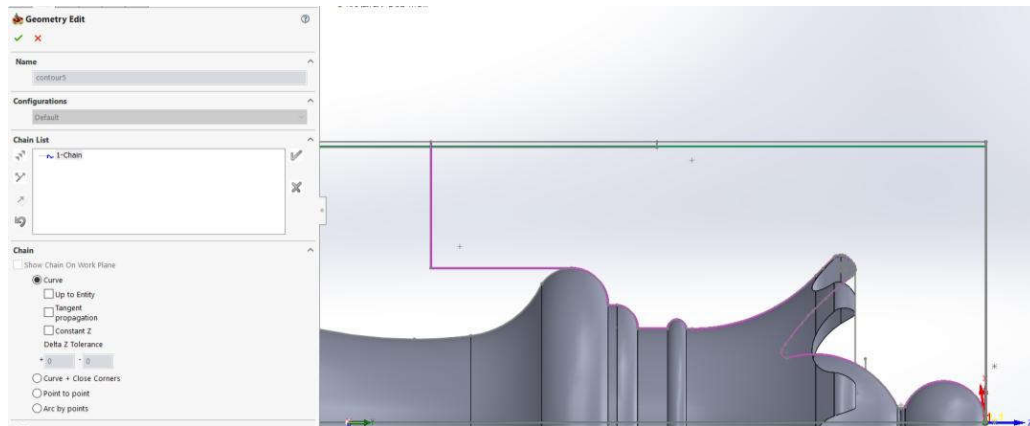 Geometry Edit
Name
contour5
Configurations
Default
Chain List
1-Chain
Chain
Show Chain On Work Plane
Curve
Up to Entity
Tangent
propagation
Constant Z
Delta Z Tolerance
+ 0 - 0
Curve + Close Corners
Point to point
Arc by points